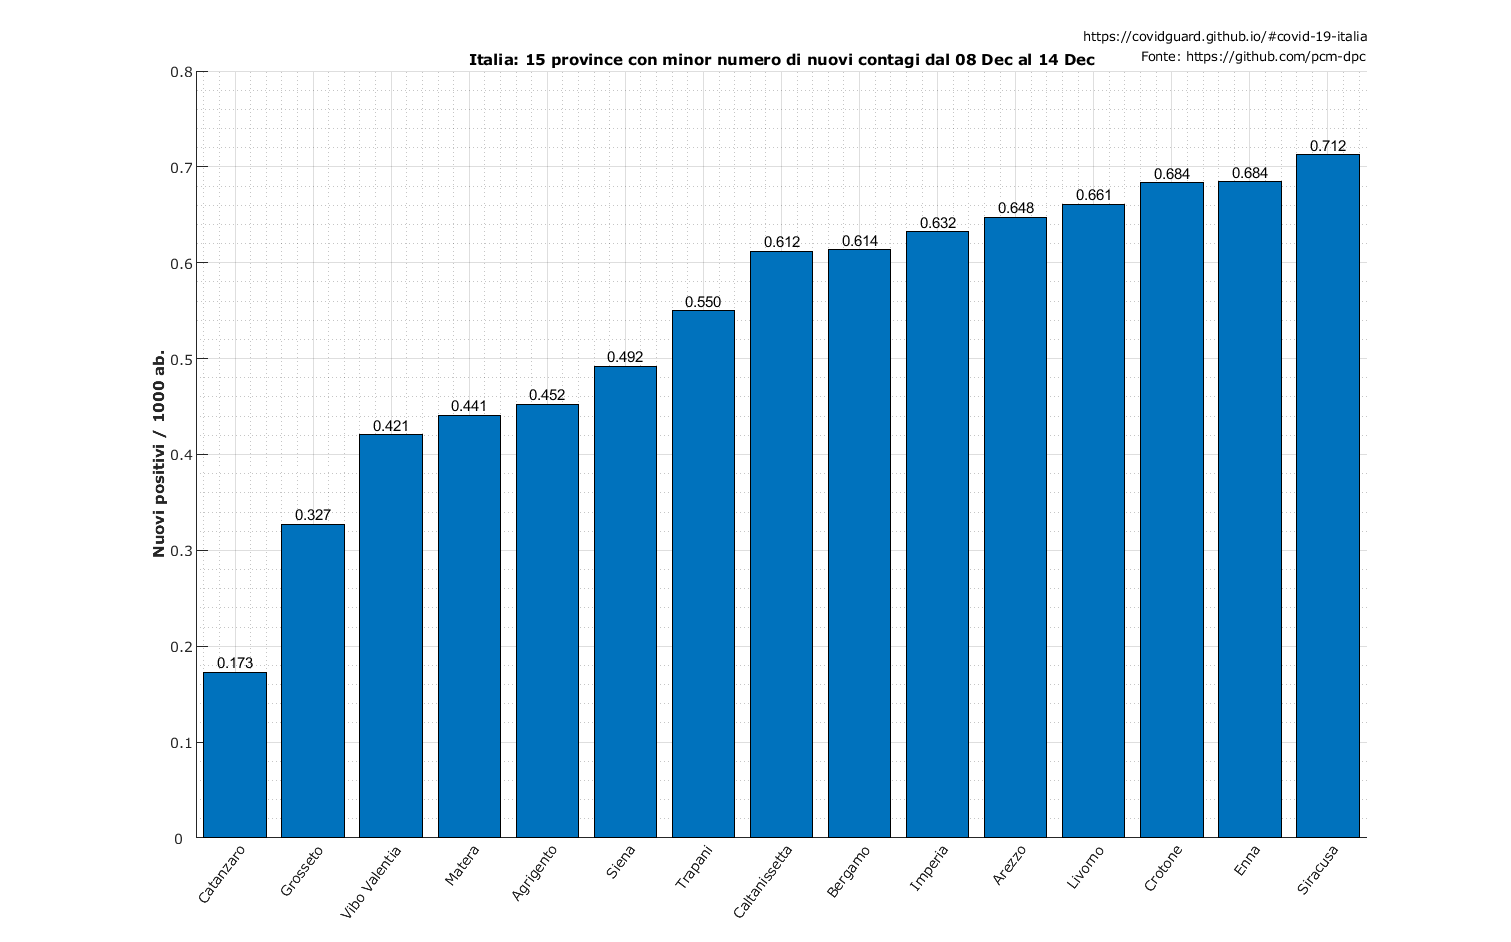 https://covidguard.github.io/#covid-19-italia
Fonte: https://github.com/pcm-dpc
Italia: 15 province con minor numero di nuovi contagi dal 08 Dec al 14 Dec
Nuovi positivi / 1000 ab.
0.8
0.7
0.6
0.5
0.4
0.3
0.2
0.1
0
0.173
0.327
0.421
0.441
0.452
0.492
0.550
0.612
0.614
0.632
0.648
0.661
0.684
0.684
0.712
Catanzaro
Grosseto
Vibo Valentia
Matera
Agrigento
Siena
Trapani
Caltanissetta
Bergamo
Imperia
Arezzo
Livorno
Crotone
Enna
Siracusa